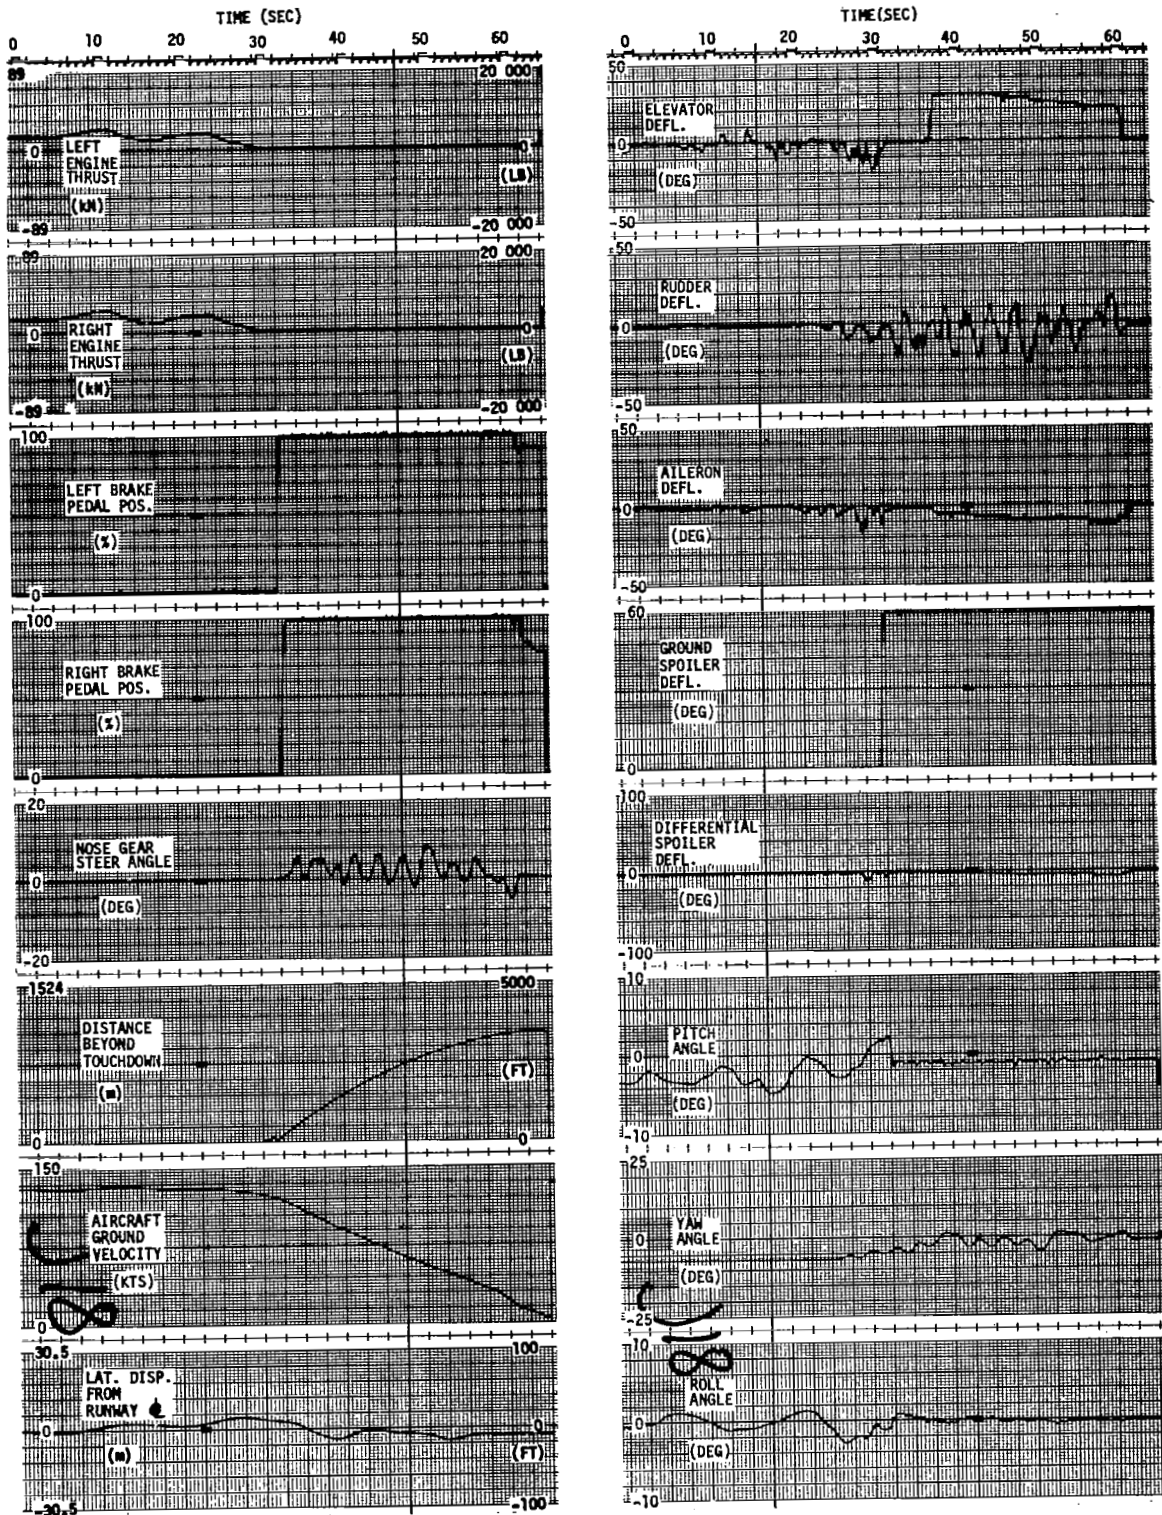 TIME (SEC)
0 10 20 30 40 50 60
89 20 000
LEFT
ENGINE
THRUST
0 0
(LB)
(kN)
-89 -20 000
89 20 000
RIGHT
ENGINE
THRUST
0 0
(LB)
(kN)
-89 -20 000
100
LEFT BRAKE
PEDAL POS.
(%)
0
100
RIGHT BRAKE
PEDAL POS.
(%)
0
20
NOSE GEAR
STEER ANGLE
0
(DEG)
-20
1524 5000
DISTANCE
BEYOND
TOUCHDOWN
(FT)
(m)
0 0
150
AIRCRAFT
GROUND
VELOCITY
(KTS)
0
30.5 100
LAT. DISP.
FROM
RUNWAY ℄
0 0
(m) (FT)
-30.5 -100
TIME(SEC)
0 10 20 30 40 50 60
50
ELEVATOR
DEFL.
0
(DEG)
-50
50
RUDDER
DEFL.
0
(DEG)
-50
50
AILERON
DEFL.
0
(DEG)
-50
60
GROUND
SPOILER
DEFL.
(DEG)
0
100
DIFFERENTIAL
SPOILER
DEFL.
0
(DEG)
-100
10
PITCH
ANGLE
0
(DEG)
-10
25
YAW
ANGLE
0
(DEG)
-25
10
ROLL
ANGLE
0
(DEG)
-10